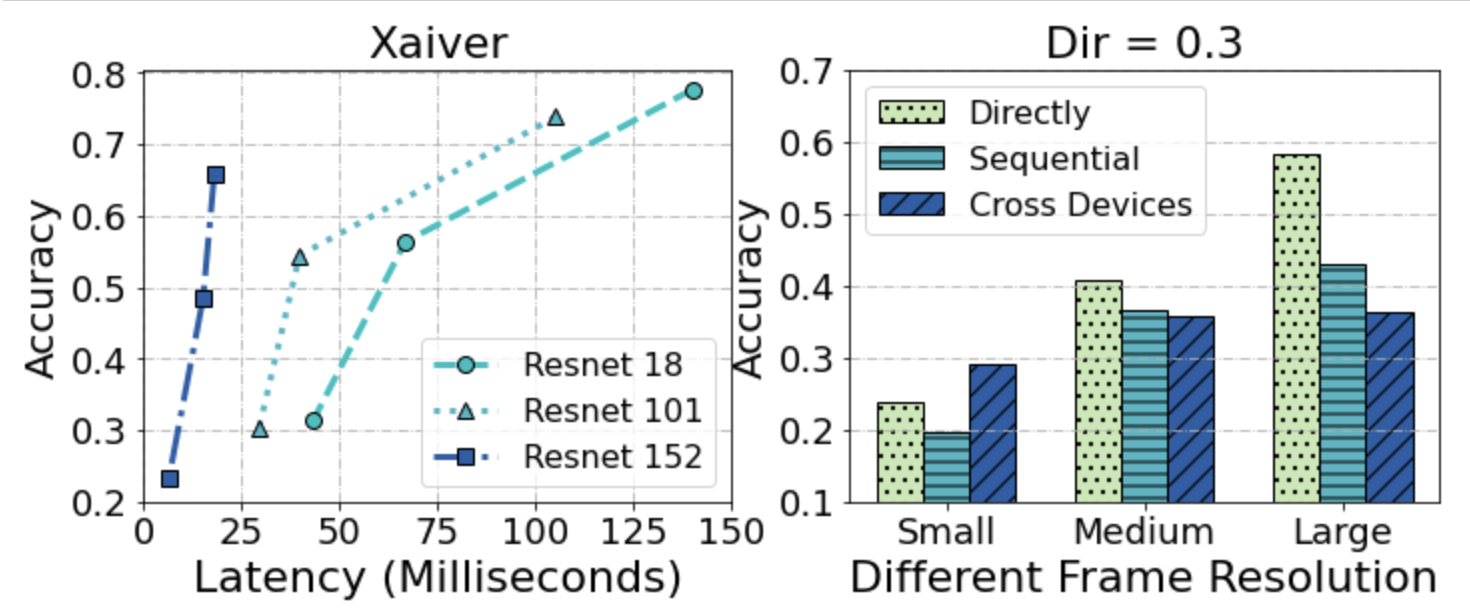 Xaiver
Accuracy
0.8
0.7
0.6
0.5
0.4
0.3
0.2
Resnet 18
Resnet 101
Resnet 152
0 25 50 75 100 125 150
Latency (Milliseconds)
Dir = 0.3
Accuracy
0.7
0.6
0.5
0.4
0.3
0.2
0.1
Directly
Sequential
Cross Devices
Small Medium Large
Different Frame Resolution